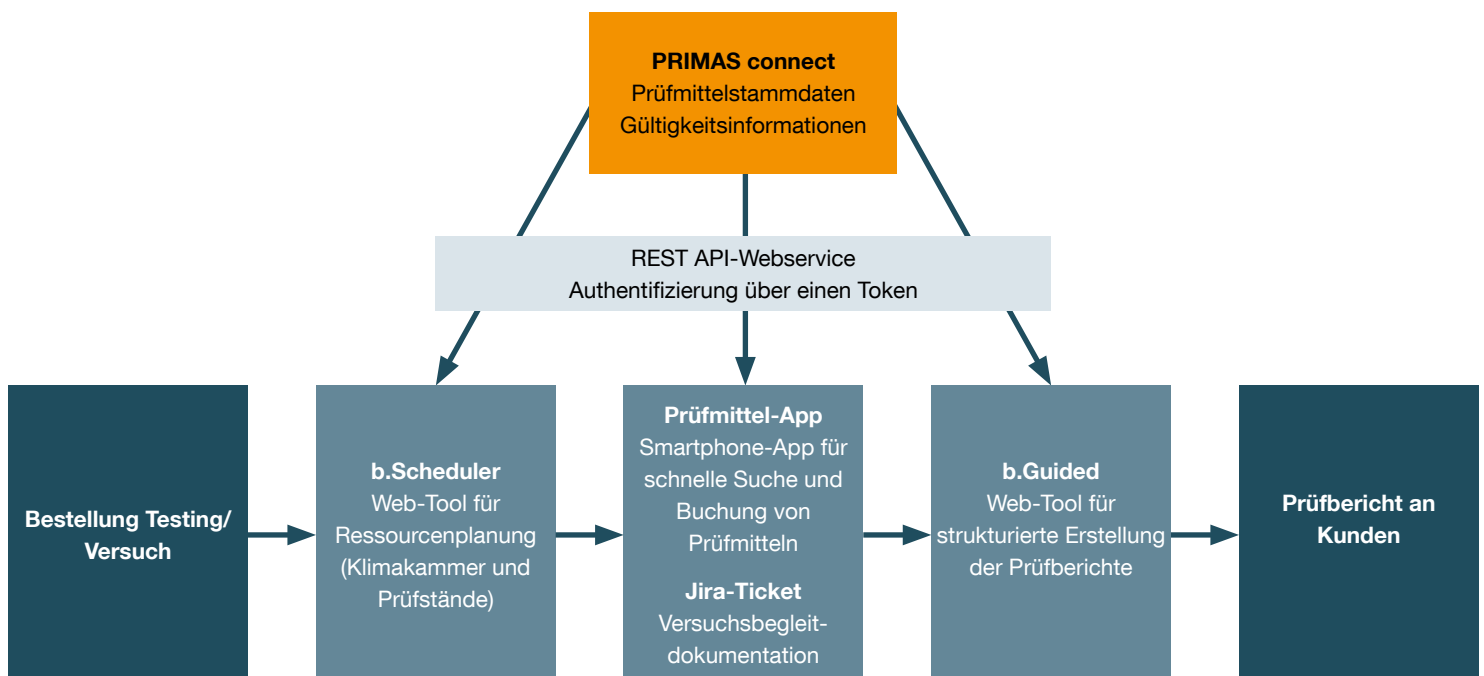 PRIMAS connect
Prüfmittelstammdaten
Gültigkeitsinformationen
REST API-Webservice
Authentifizierung über einen Token
Bestellung Testing/
Versuch
b.Scheduler
Web-Tool für
Ressourcenplanung
(Klimakammer und
Prüfstände)
Prüfmittel-App
Smartphone-App für
schnelle Suche und
Buchung von
Prüfmitteln
Jira-Ticket
Versuchsbegleit-
dokumentation
b.Guided
Web-Tool für
strukturierte Erstellung
der Prüfberichte
Prüfbericht an
Kunden